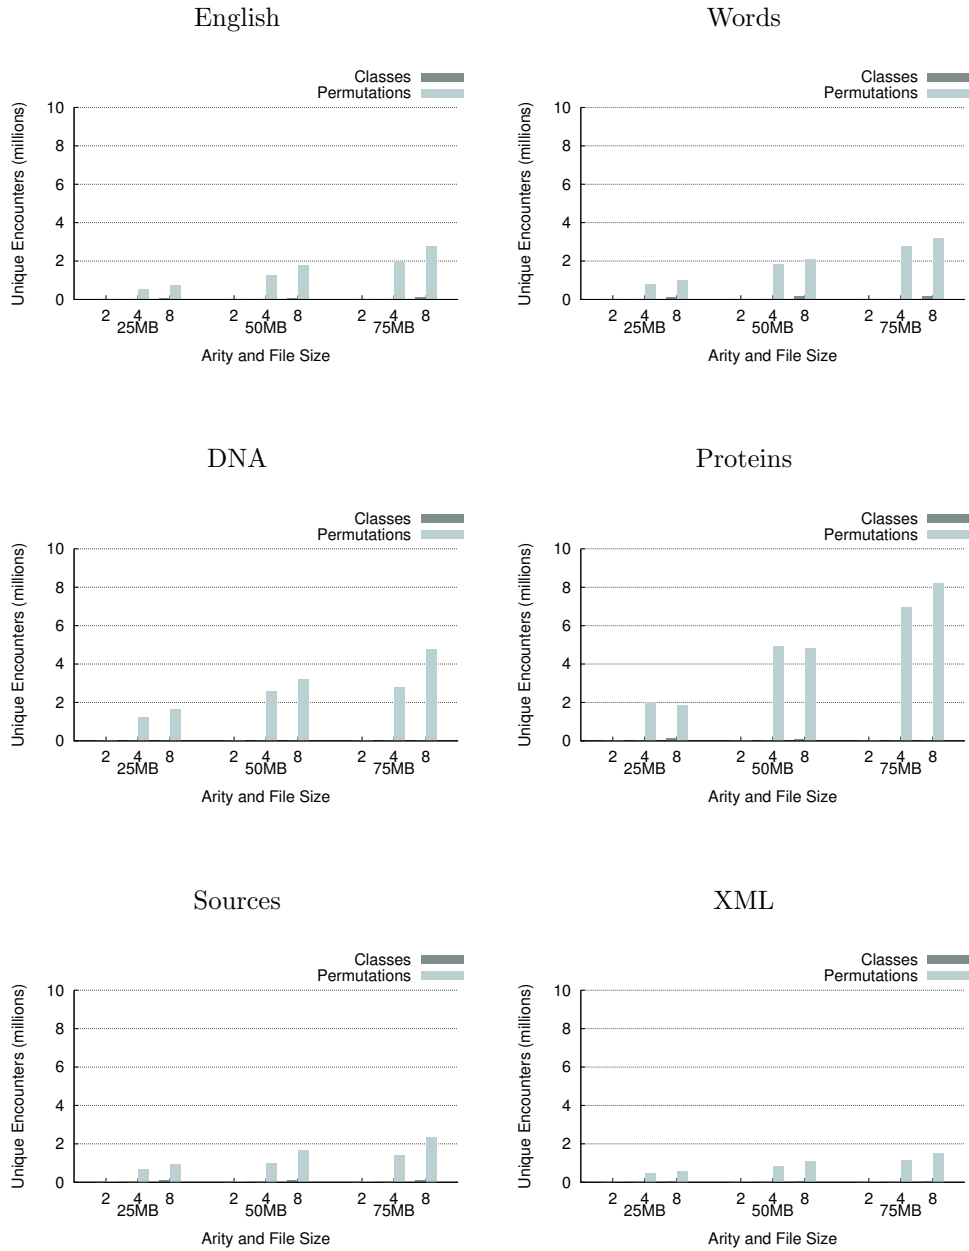 English
Classes
Permutations
Unique Encounters (millions)
10
8
6
4
2
0
2 4 8 2 4 8 2 4 8
25MB 50MB 75MB
Arity and File Size
Words
Classes
Permutations
Unique Encounters (millions)
10
8
6
4
2
0
2 4 8 2 4 8 2 4 8
25MB 50MB 75MB
Arity and File Size
DNA
Classes
Permutations
Unique Encounters (millions)
10
8
6
4
2
0
2 4 8 2 4 8 2 4 8
25MB 50MB 75MB
Arity and File Size
Proteins
Classes
Permutations
Unique Encounters (millions)
10
8
6
4
2
0
2 4 8 2 4 8 2 4 8
25MB 50MB 75MB
Arity and File Size
Sources
Classes
Permutations
Unique Encounters (millions)
10
8
6
4
2
0
2 4 8 2 4 8 2 4 8
25MB 50MB 75MB
Arity and File Size
XML
Classes
Permutations
Unique Encounters (millions)
10
8
6
4
2
0
2 4 8 2 4 8 2 4 8
25MB 50MB 75MB
Arity and File Size